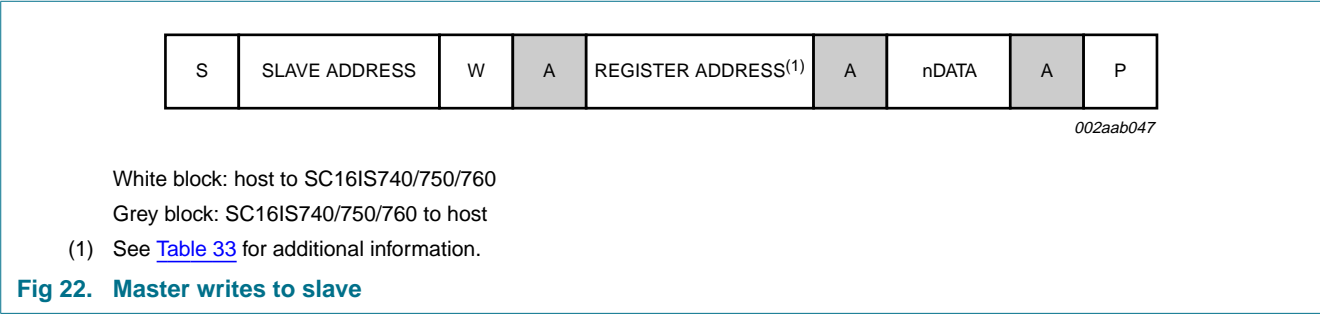 S SLAVE ADDRESS W A REGISTER ADDRESS(1) A nDATA A P
002aab047
White block: host to SC16IS740/750/760
Grey block: SC16IS740/750/760 to host
(1) See Table 33 for additional information.
Fig 22. Master writes to slave